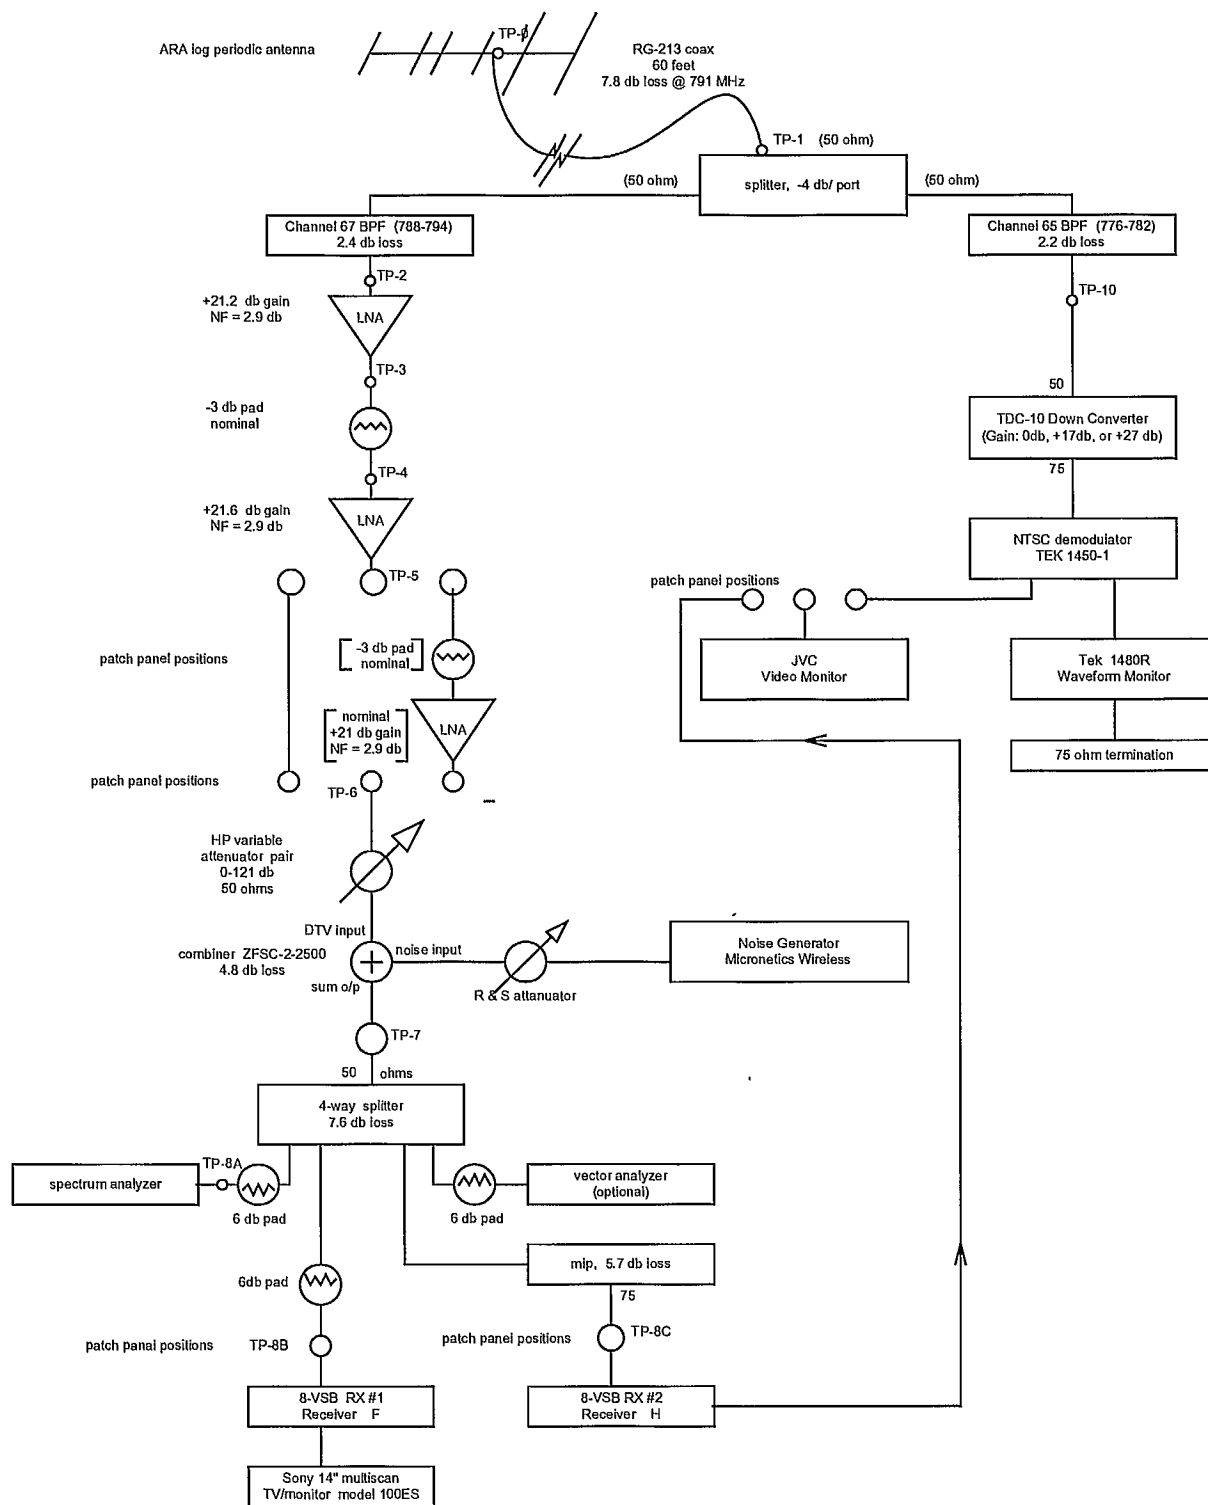 TP-0
ARA log periodic antenna
RG-213 coax
60 feet
7.8 db loss @ 791 MHz
TP-1 (50 ohm)
(50 ohm)
splitter, -4 db/ port
(50 ohm)
Channel 67 BPF (788-794)
2.4 db loss
Channel 65 BPF (776-782)
2.2 db loss
TP-2
TP-10
+21.2 db gain
NF = 2.9 db
LNA
TP-3
-3 db pad
nominal
50
TDC-10 Down Converter
(Gain: 0db, +17db, or +27 db)
75
TP-4
+21.6 db gain
NF = 2.9 db
LNA
NTSC demodulator
TEK 1450-1
TP-5
patch panel positions
patch panel positions
-3 db pad
nominal
JVC
Video Monitor
Tek 1480R
Waveform Monitor
nominal
+21 db gain
NF = 2.9 db
LNA
75 ohm termination
patch panel positions
TP-6
HP variable
attenuator pair
0-121 db
50 ohms
DTV input
combiner ZFSC-2-2500
4.8 db loss
noise input
sum o/p
R & S attanuator
Noise Generator
Micronetics Wireless
TP-7
50 ohms
4-way splitter
7.6 db loss
TP-8A
spectrum analyzer
6 db pad
6 db pad
vector analyzer
(optional)
mlp, 5.7 db loss
75
6db pad
patch panal positions
TP-8B
patch panel positions
TP-8C
8-VSB RX #1
Receiver F
8-VSB RX #2
Receiver H
Sony 14" multiscan
TV/monitor model 100ES